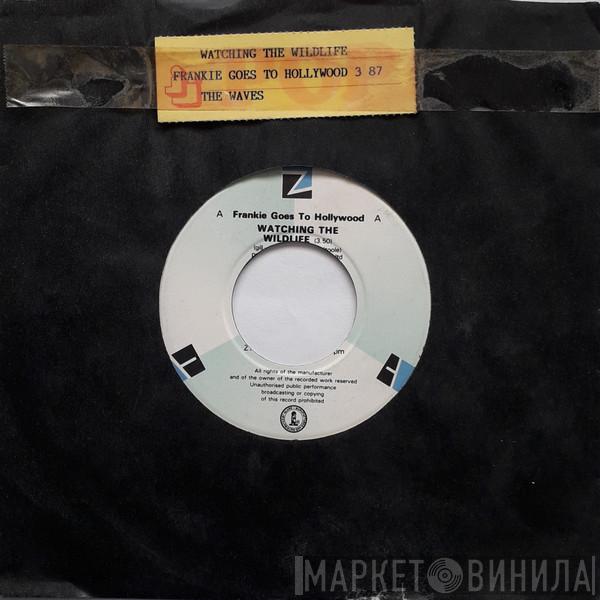 WATCHING THE WILDLIFE
FRANKIE GOES TO HOLLYWOOD 3 87
THE WAVES
Z
A Frankie Goes To Hollywood A
WATCHING THE
WILDLIFE (3.50)
All rights of the manufacturer
and of the owner of the recorded work reserved
Unauthorised public performance
broadcasting or copying
of this record prohibited
МАРКЕТ ВИНИЛА